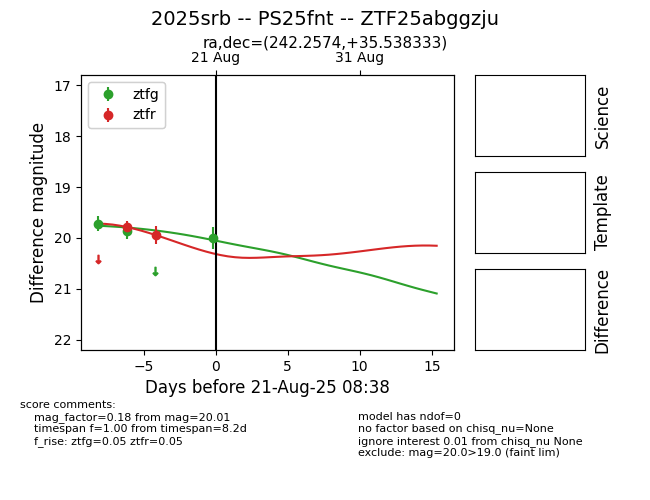 2025srb -- PS25fnt -- ZTF25abggzju
ra,dec=(242.2574,+35.538333)
21 Aug
31 Aug
ztfg
ztfr
17
18
19
20
21
22
Difference magnitude
−5
0
5
10
15
Days before 21-Aug-25 08:38
Science
Template
Difference
score comments:
mag_factor=0.18 from mag=20.01
timespan f=1.00 from timespan=8.2d
f_rise: ztfg=0.05 ztfr=0.05
model has ndof=0
no factor based on chisq_nu=None
ignore interest 0.01 from chisq_nu None
exclude: mag=20.0>19.0 (faint lim)